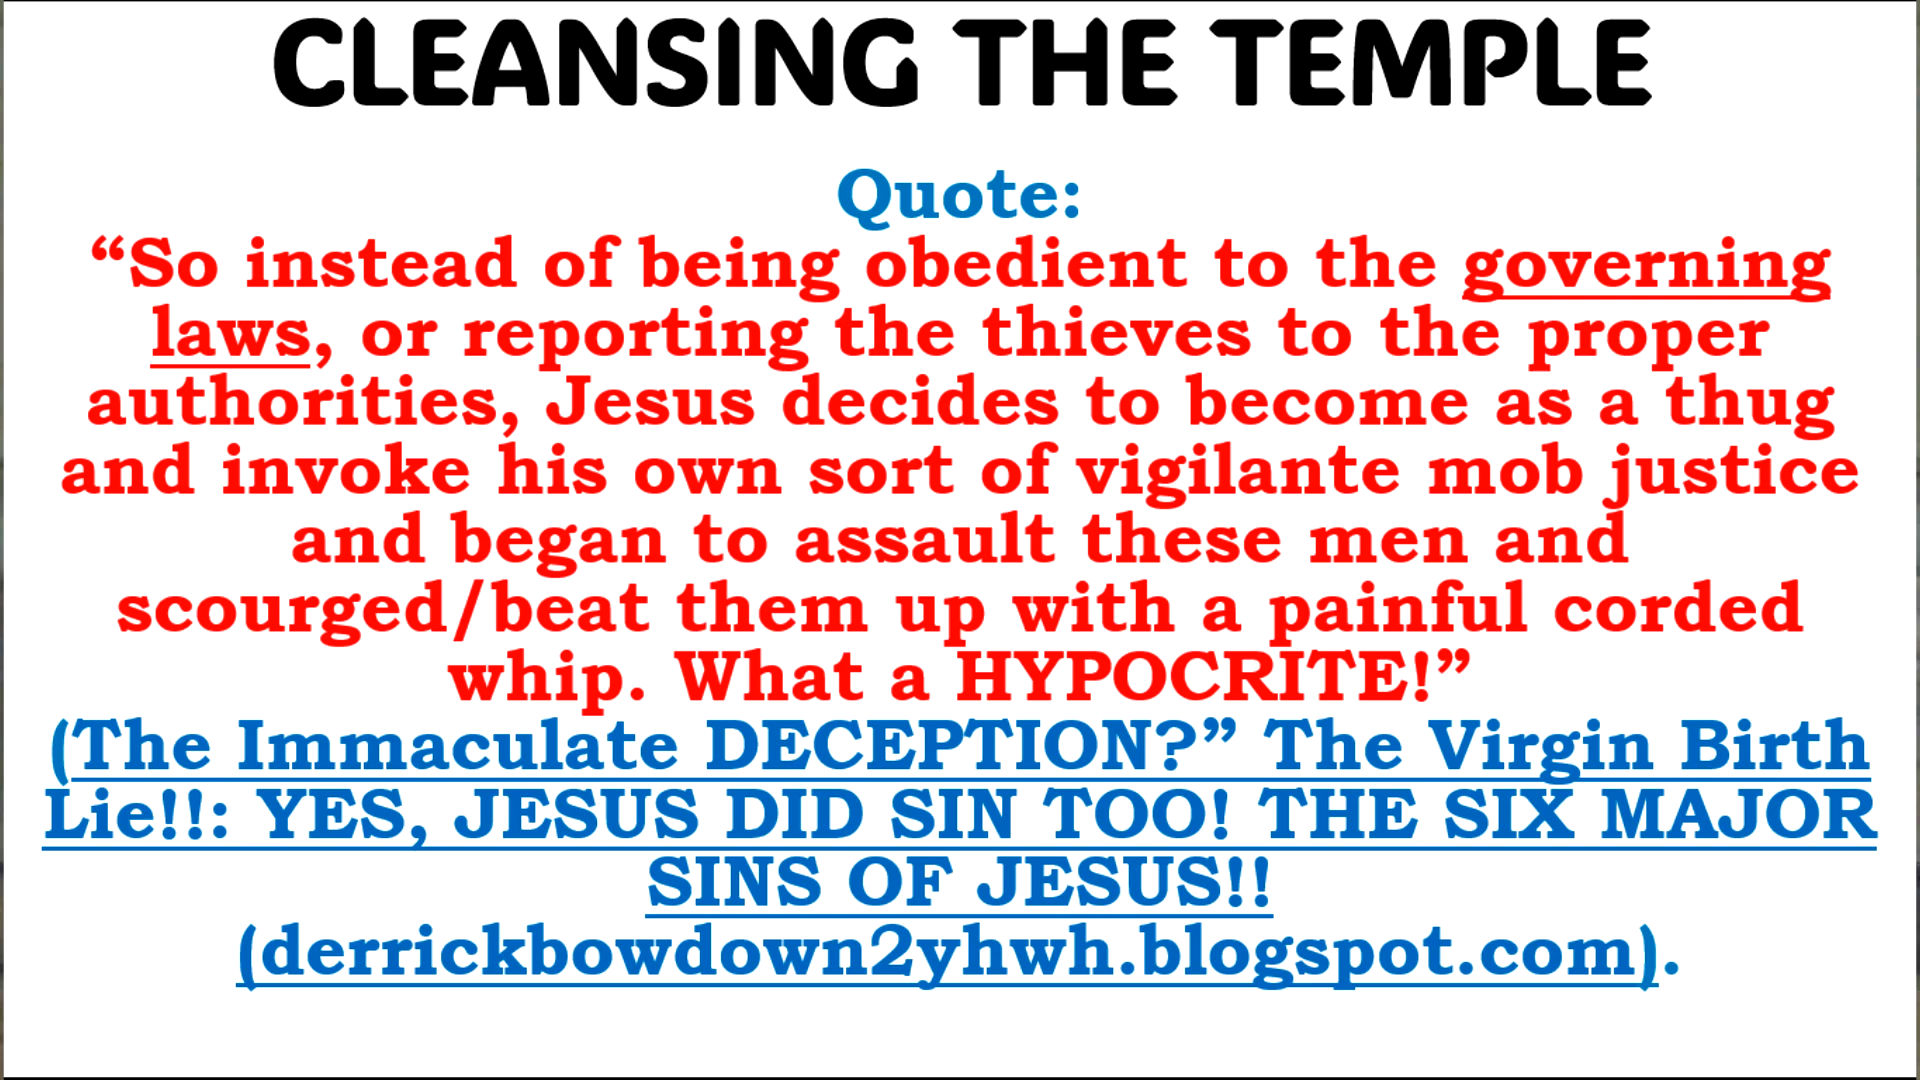 CLEANSING THE TEMPLE
Quote:
“So instead of being obedient to the governing
laws, or reporting the thieves to the proper
authorities, Jesus decides to become as a thug
and invoke his own sort of vigilante mob justice
and began to assault these men and
scourged/beat them up with a painful corded
whip. What a HYPOCRITE!”
(The Immaculate DECEPTION?” The Virgin Birth
Lie!!: YES, JESUS DID SIN TOO! THE SIX MAJOR
SINS OF JESUS!!
(derrickbowdown2yhwh.blogspot.com).